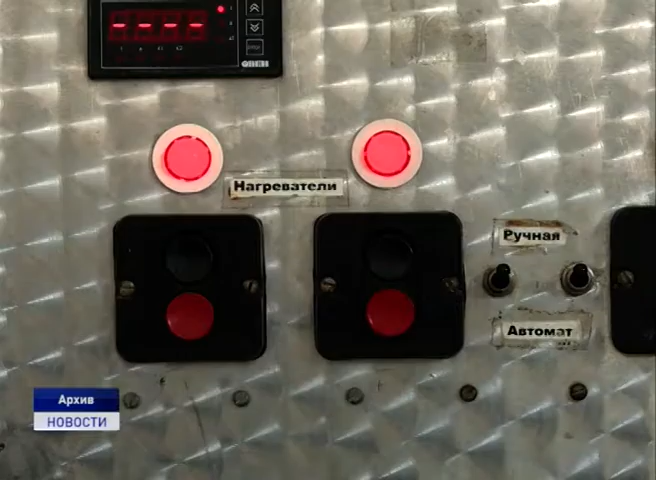 Нагреватели
Ручная
Автомат
Архив
НОВОСТИ